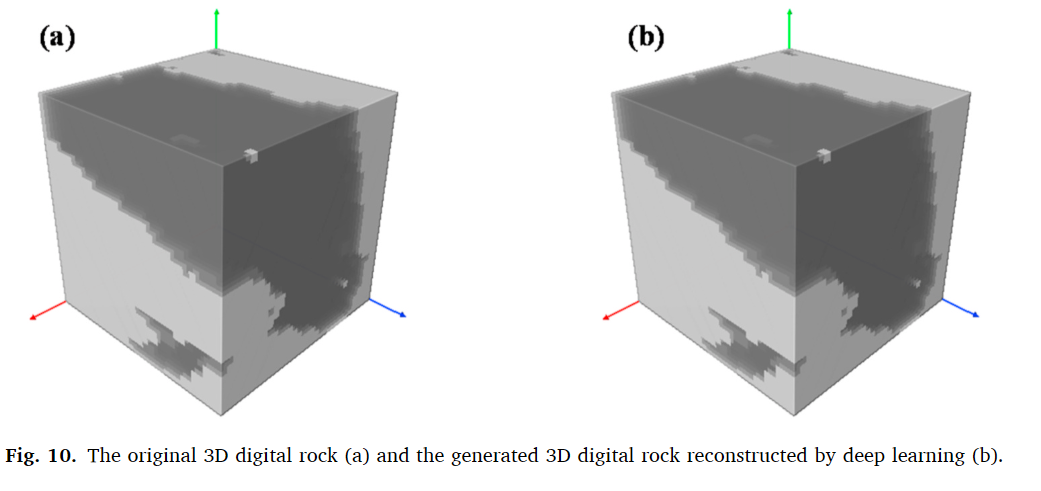 (a) (b)
Fig. 10. The original 3D digital rock (a) and the generated 3D digital rock reconstructed by deep learning (b).